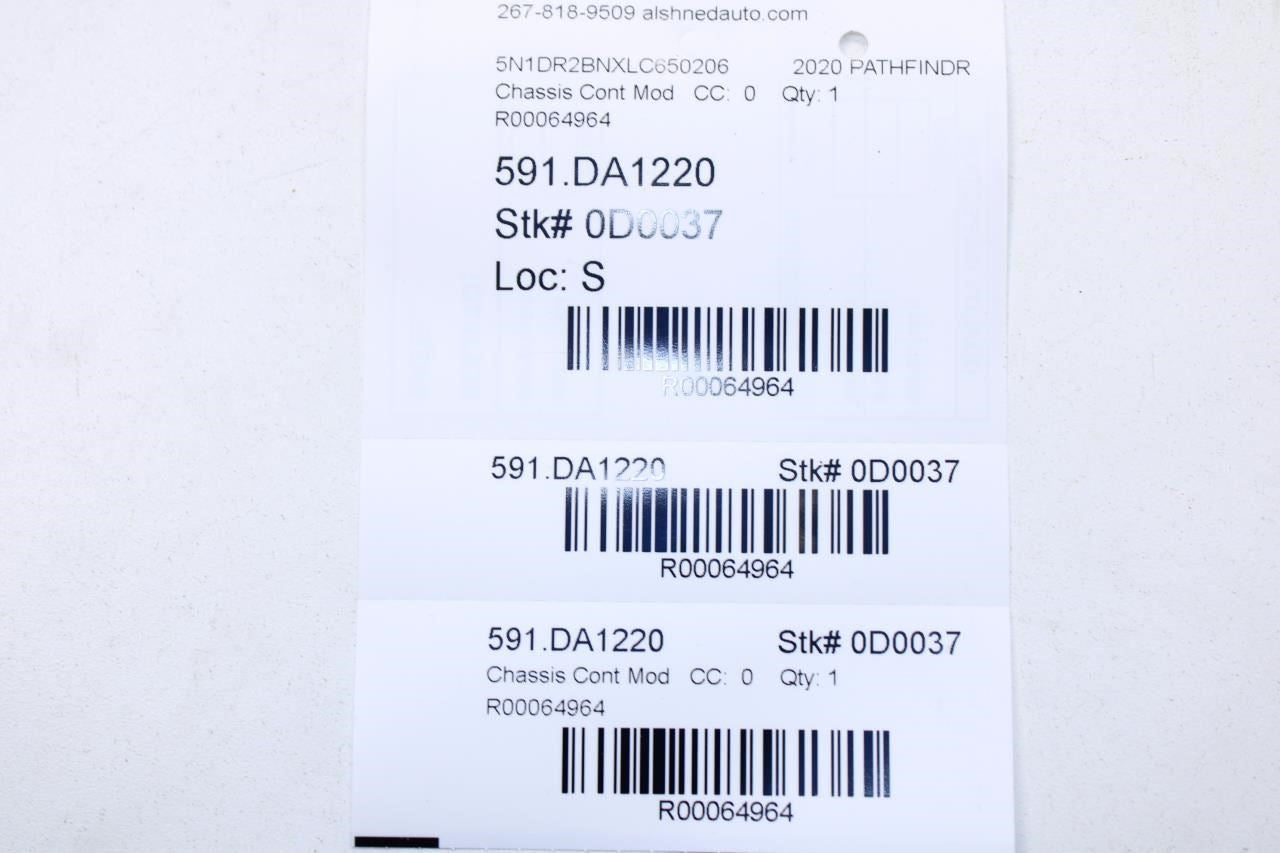 267-818-9509 alshnedauto.com
5N1DR2BNXLC650206 2020 PATHFINDR
Chassis Cont Mod CC: 0 Qty: 1
R00064964
591.DA1220
Stk# 0D0037
Loc: S
R00064964
591.DA1220 Stk# 0D0037
R00064964
591.DA1220 Stk# 0D0037
Chassis Cont Mod CC: 0 Qty: 1
R00064964
R00064964